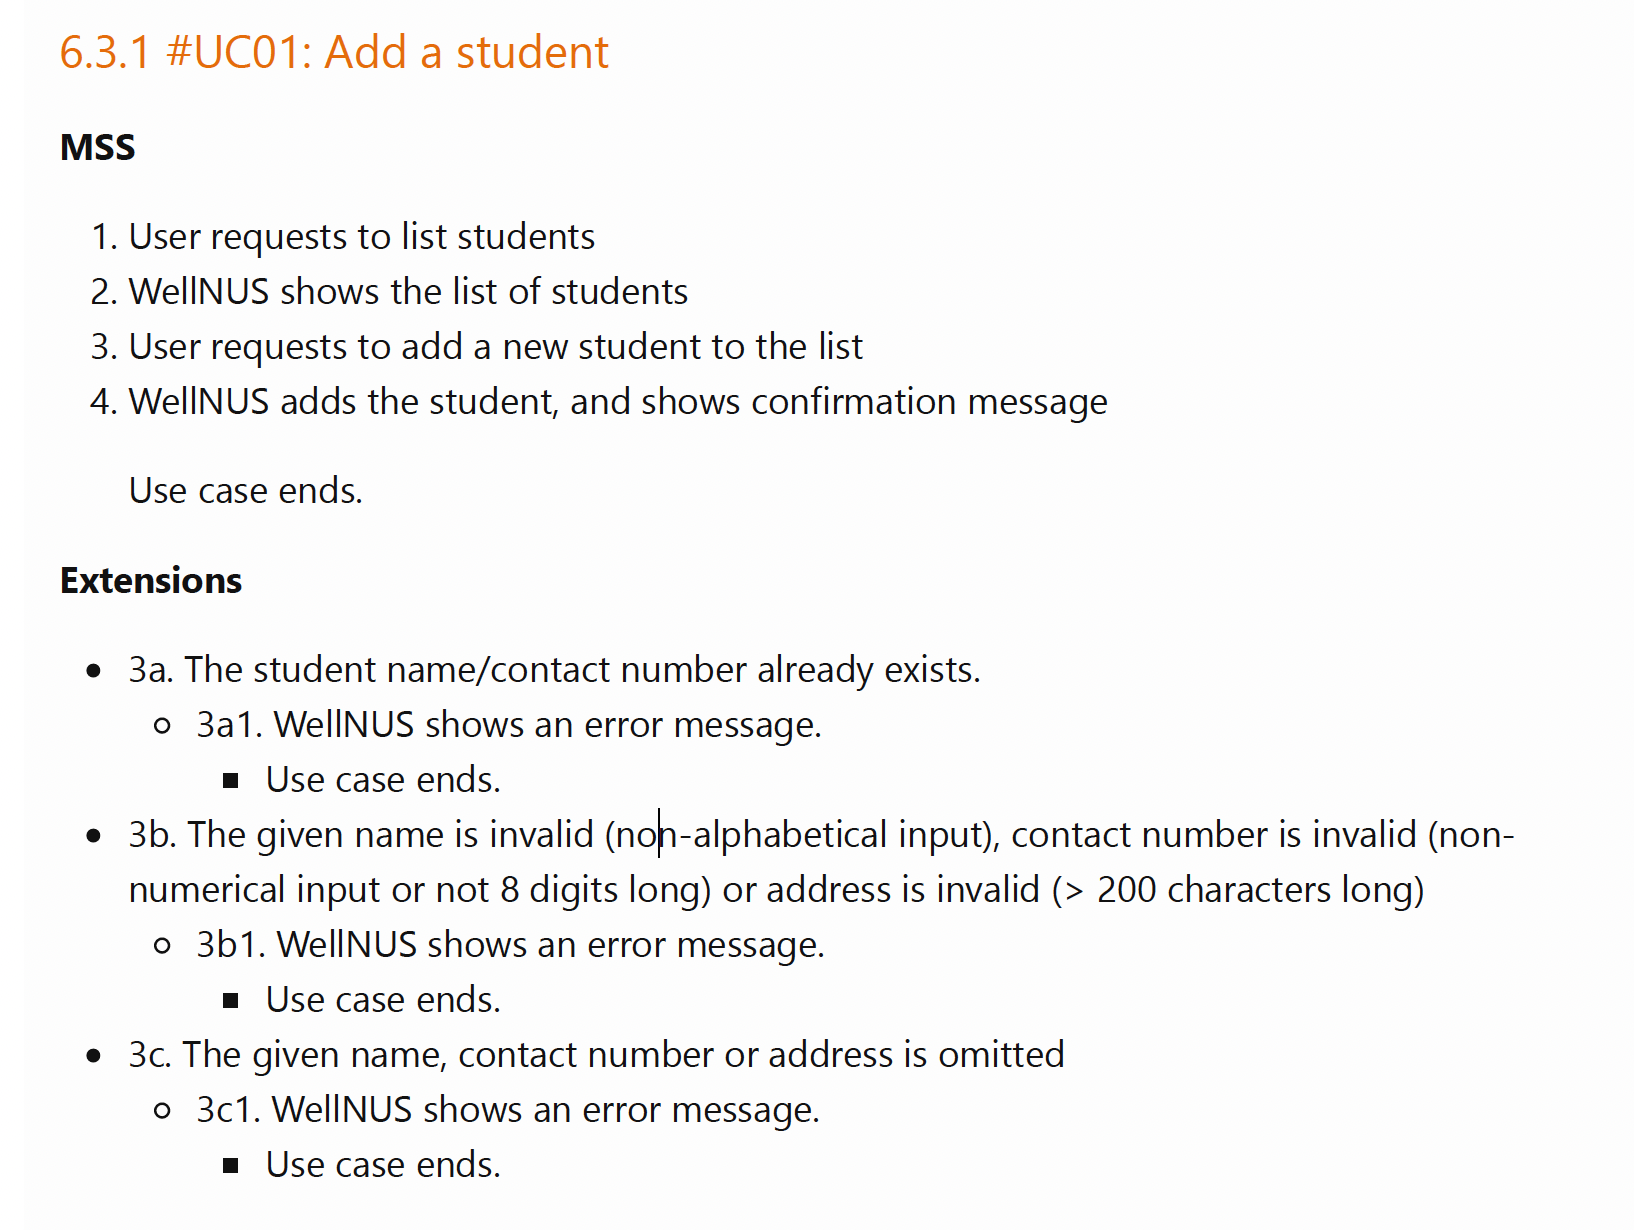 6.3.1 #UC01: Add a student
MSS
1. User requests to list students
2. WellNUS shows the list of students
3. User requests to add a new student to the list
4. WellNUS adds the student, and shows confirmation message
Use case ends.
Extensions
• 3a. The student name/contact number already exists.
○ 3a1. WellNUS shows an error message.
■ Use case ends.
• 3b. The given name is invalid (non-alphabetical input), contact number is invalid (non-
numerical input or not 8 digits long) or address is invalid (> 200 characters long)
○ 3b1. WellNUS shows an error message.
■ Use case ends.
• 3c. The given name, contact number or address is omitted
○ 3c1. WellNUS shows an error message.
■ Use case ends.